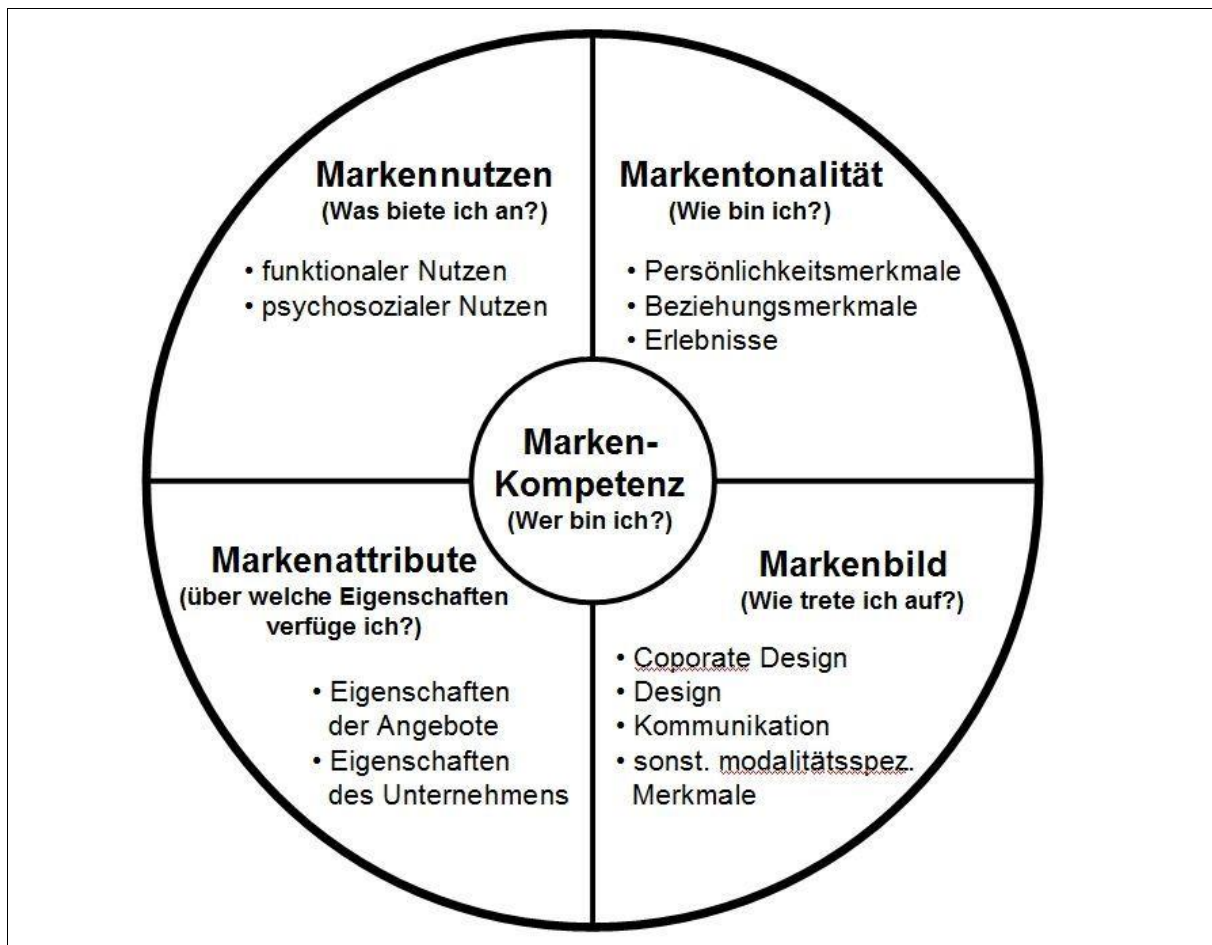 Markennutzen
(Was biete ich an?)
• funktionaler Nutzen
• psychosozialer Nutzen
Markentonalität
(Wie bin ich?)
• Persönlichkeitsmerkmale
• Beziehungsmerkmale
• Erlebnisse
Marken-
Kompetenz
(Wer bin ich?)
Markenattribute
(über welche Eigenschaften
verfüge ich?)
• Eigenschaften
der Angebote
• Eigenschaften
des Unternehmens
Markenbild
(Wie trete ich auf?)
• Coporate Design
• Design
• Kommunikation
• sonst. modalitätsspez.
Merkmale